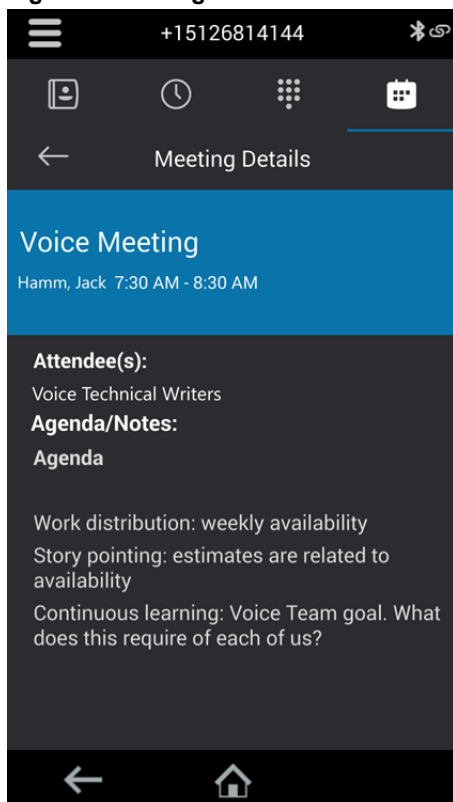 +15126814144
Meeting Details
Voice Meeting
Hamm, Jack 7:30 AM - 8:30 AM
Attendee(s):
Voice Technical Writers
Agenda/Notes:
Agenda
Work distribution: weekly availability
Story pointing: estimates are related to
availability
Continuous learning: Voice Team goal. What
does this require of each of us?